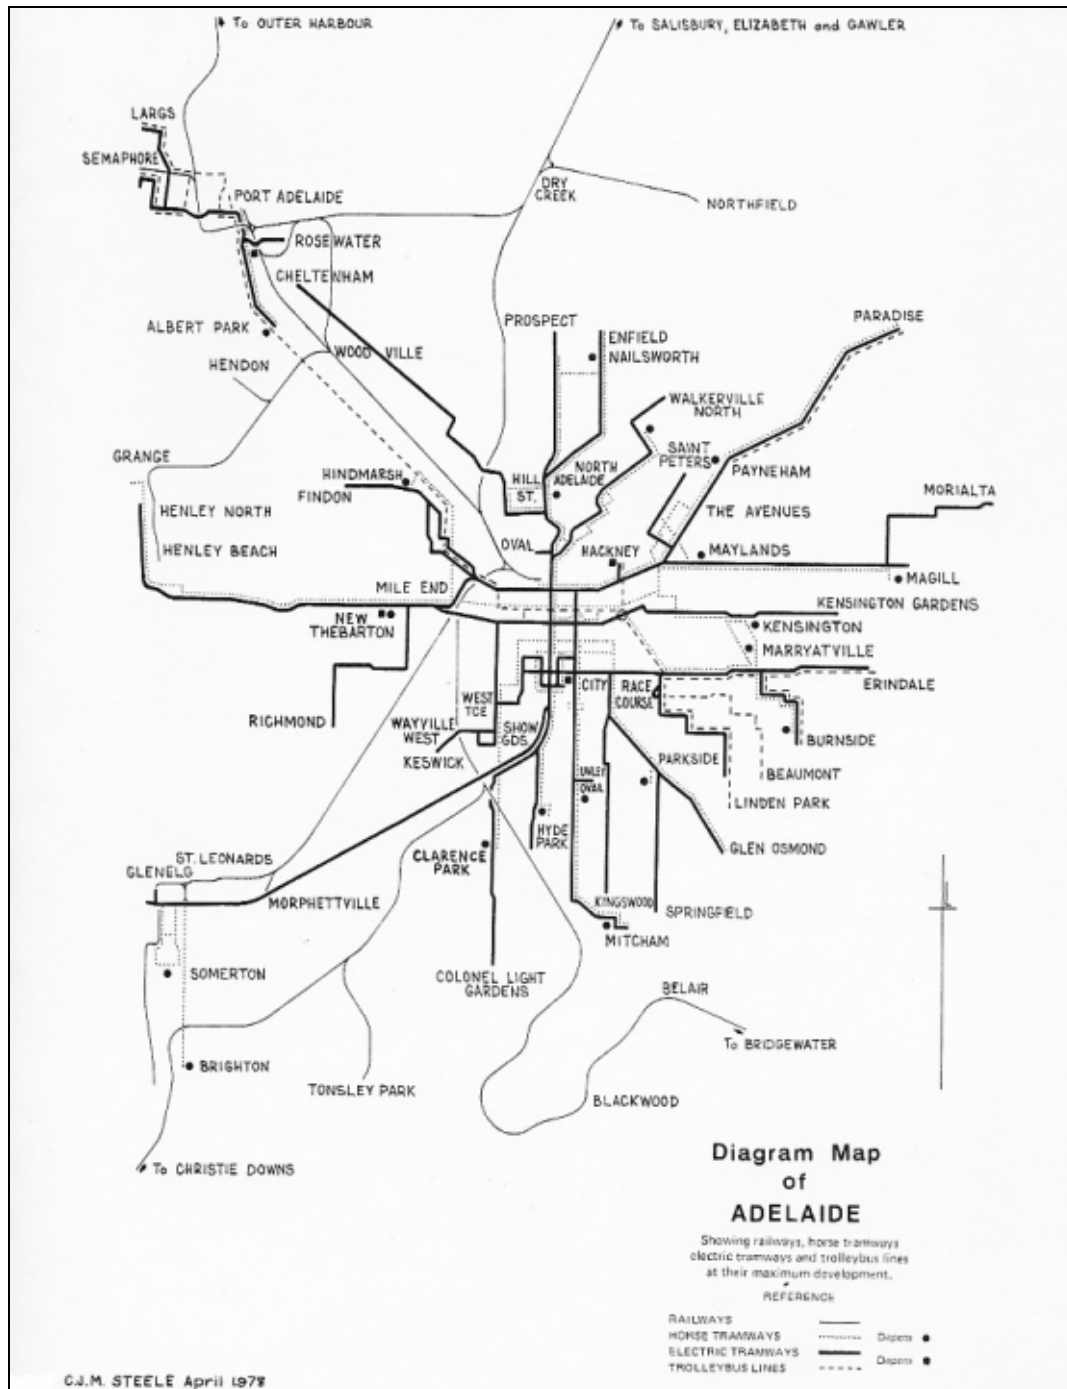 To OUTER HARBOUR
To SALISBURY, ELIZABETH and GAWLER
LARGS
SEMAPHORE
PORT ADELAIDE
DRY
CREEK
NORTHFIELD
ROSEWATER
CHELTENHAM
ALBERT PARK
WOOD VILLE
HENDON
PROSPECT
ENFIELD
NAILSWORTH
PARADISE
WALKERVILLE
NORTH
GRANGE
HINDMARSH
FINDON
HILL
ST.
NORTH
ADELAIDE
SAINT
PETERS
PAYNEHAM
MORIALTA
HENLEY NORTH
THE AVENUES
HENLEY BEACH
OVAL
HACKNEY
MAYLANDS
MAGILL
MILE END
KENSINGTON GARDENS
NEW
THEBARTON
KENSINGTON
MARRYATVILLE
ERINDALE
RICHMOND
WEST
TCE
CITY
RACE
COURSE
WAYVILLE
WEST
SHOW
GDS.
KESWICK
PARKSIDE
BURNSIDE
BEAUMONT
LINDEN PARK
UNLEY
OVAL
HYDE
PARK
GLEN OSMOND
CLARENCE
PARK
ST. LEONARDS
GLENELG
MORPHETTVILLE
KINGSWOOD
SPRINGFIELD
MITCHAM
SOMERTON
COLONEL LIGHT
GARDENS
BELAIR
To BRIDGEWATER
BRIGHTON
TONSLEY PARK
BLACKWOOD
To CHRISTIE DOWNS
Diagram Map
of
ADELAIDE
Showing railways, horse tramways
electric tramways and trolleybus lines
at their maximum development.
REFERENCE
RAILWAYS
HORSE TRAMWAYS Depots
ELECTRIC TRAMWAYS Depots
TROLLEYBUS LINES
C.J.M. STEELE April 1978